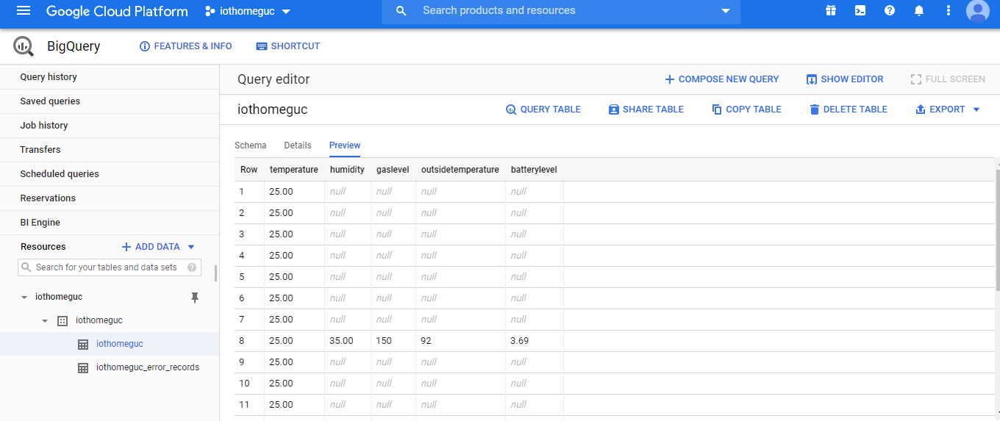 Google Cloud Platform iothomeguc Search products and resources
BigQuery FEATURES & INFO SHORTCUT
Query history
Saved queries
Job history
Transfers
Scheduled queries
Reservations
BI Engine
Resources ADD DATA
Search for your tables and data sets
iothomeguc
iothomeguc
iothomeguc
iothomeguc_error_records
Query editor COMPOSE NEW QUERY SHOW EDITOR FULL SCREEN
iothomeguc QUERY TABLE SHARE TABLE COPY TABLE DELETE TABLE EXPORT
Schema Details Preview
Row temperature humidity gaslevel outsidetemperature batterylevel
1 25.00 null null null null
2 25.00 null null null null
3 25.00 null null null null
4 25.00 null null null null
5 25.00 null null null null
6 25.00 null null null null
7 25.00 null null null null
8 25.00 35.00 150 92 3.69
9 25.00 null null null null
10 25.00 null null null null
11 25.00 null null null null